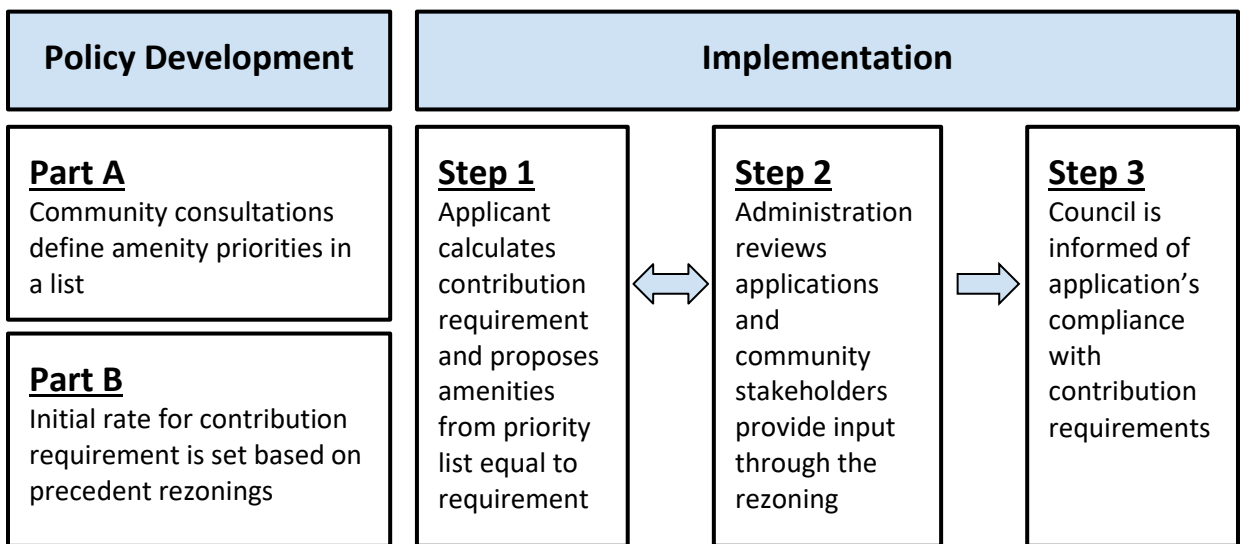 Policy Development
Implementation
Part A
Community consultations
define amenity priorities in
a list
Part B
Initial rate for contribution
requirement is set based on
precedent rezonings
Step 1
Applicant
calculates
contribution
requirement
and proposes
amenities
from priority
list equal to
requirement
Step 2
Administration
reviews
applications
and
community
stakeholders
provide input
through the
rezoning
Step 3
Council is
informed of
application’s
compliance
with
contribution
requirements